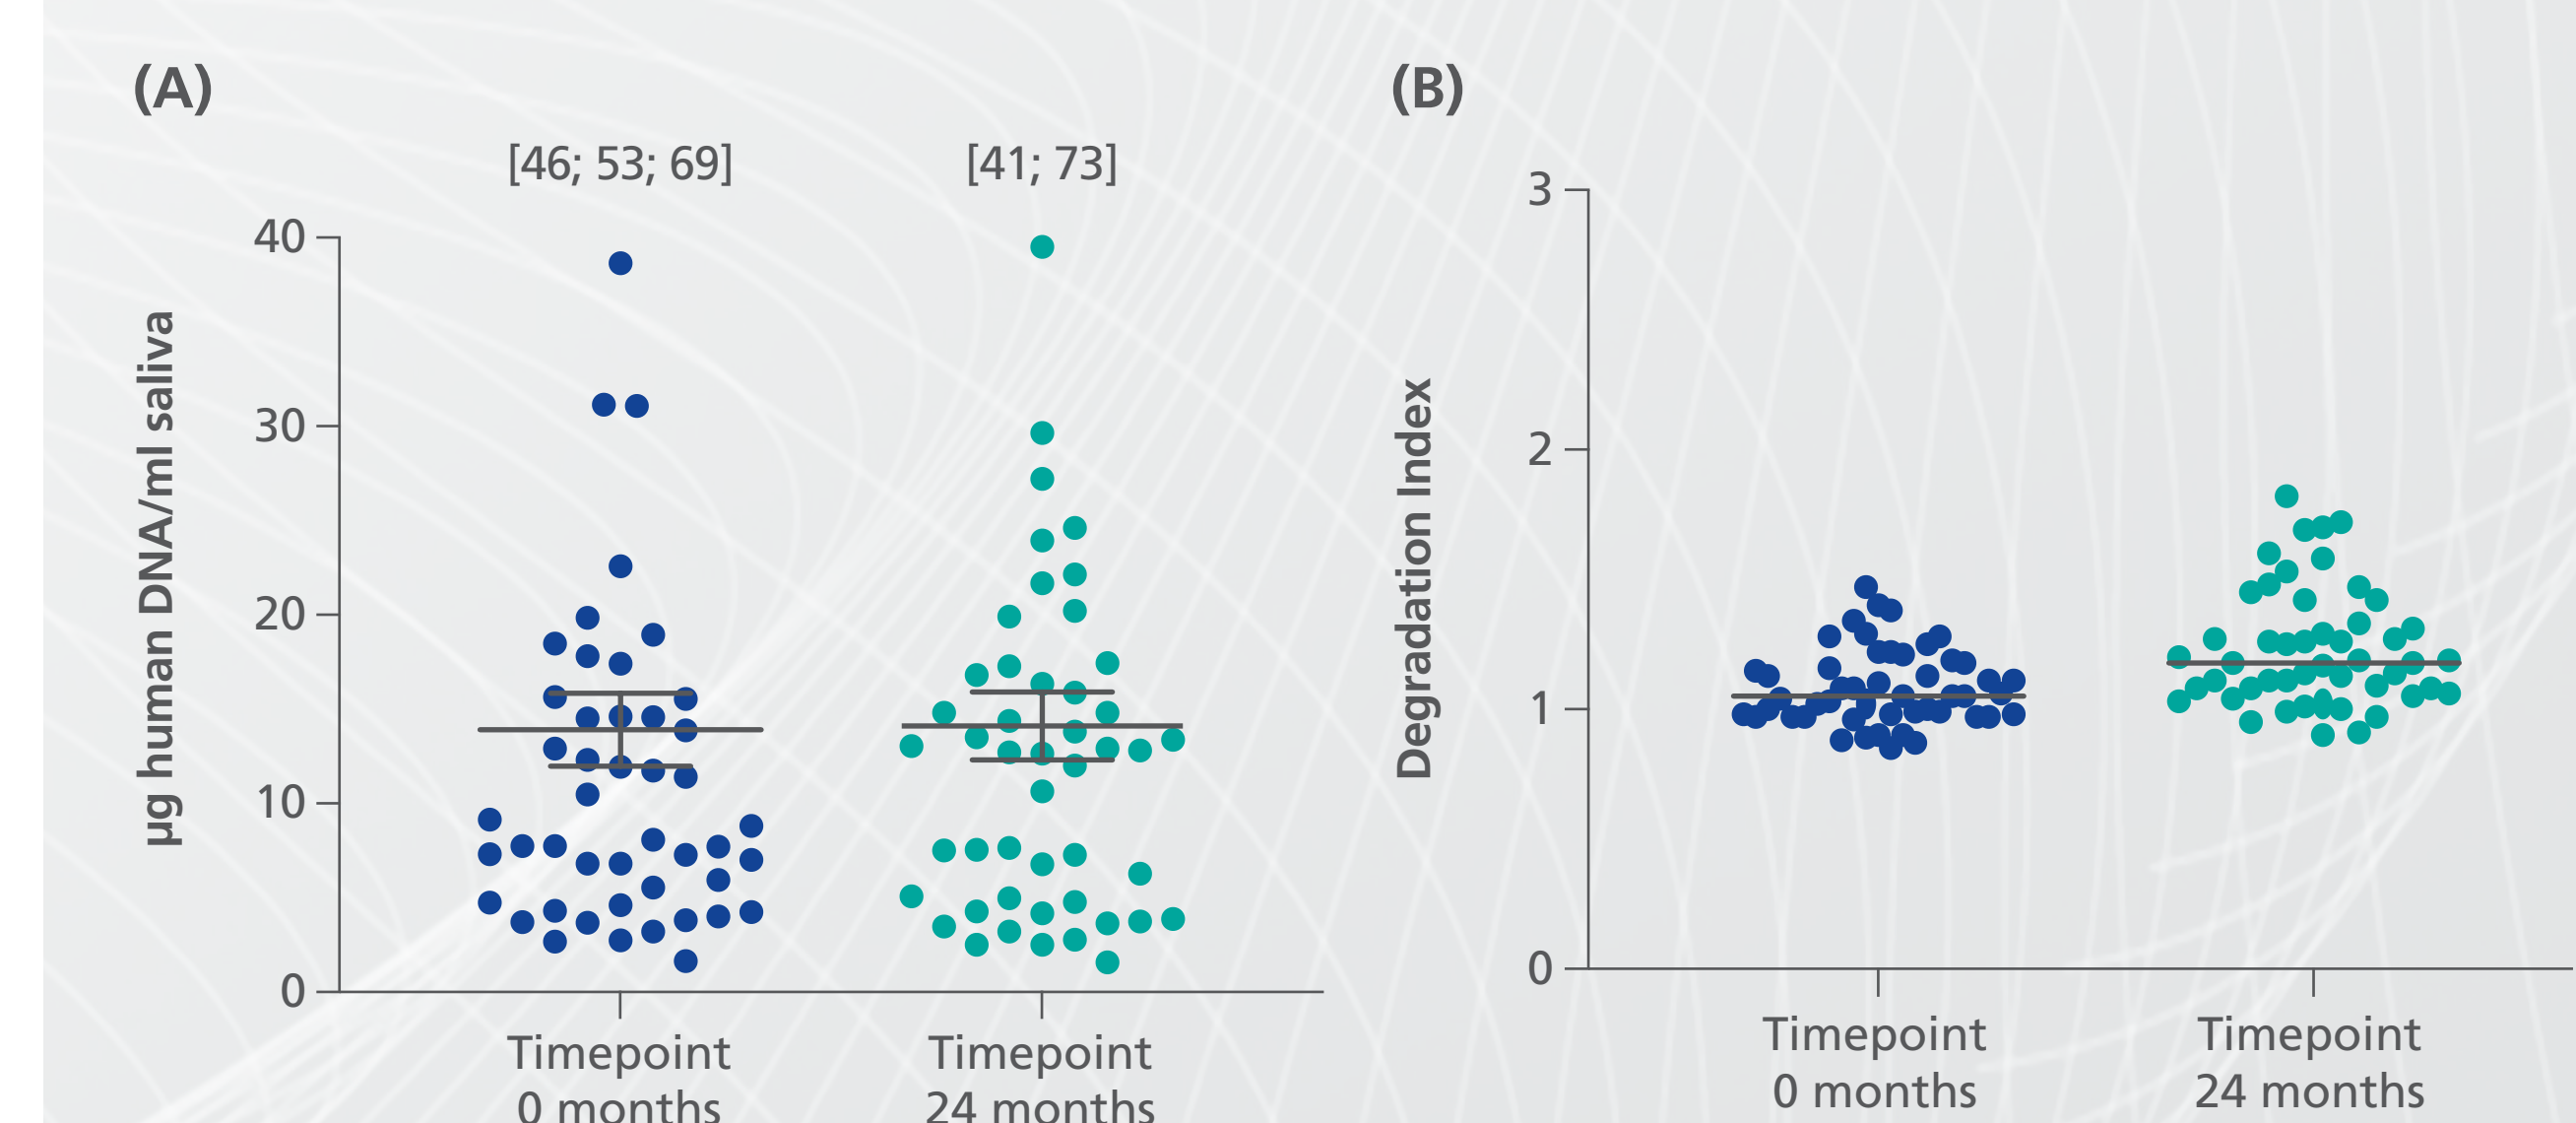 (A)
[46; 53; 69]
[41; 73]
40
30
20
10
0
µg human DNA/ml saliva
Timepoint
0 months
Timepoint
24 months
(B)
3
2
1
0
Degradation Index
Timepoint
0 months
Timepoint
24 months